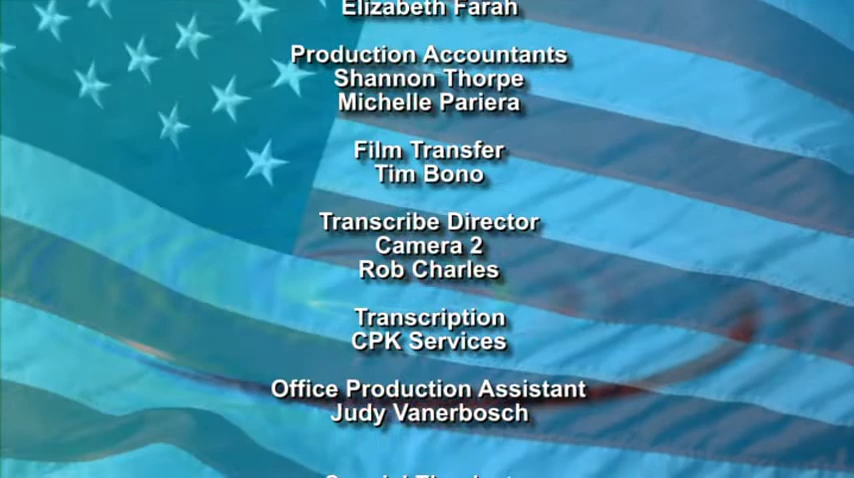 Elizabeth Farah
Production Accountants
Shannon Thorpe
Michelle Pariera
Film Transfer
Tim Bono
Transcribe Director
Camera 2
Rob Charles
Transcription
CPK Services
Office Production Assistant
Judy Vanerbosch